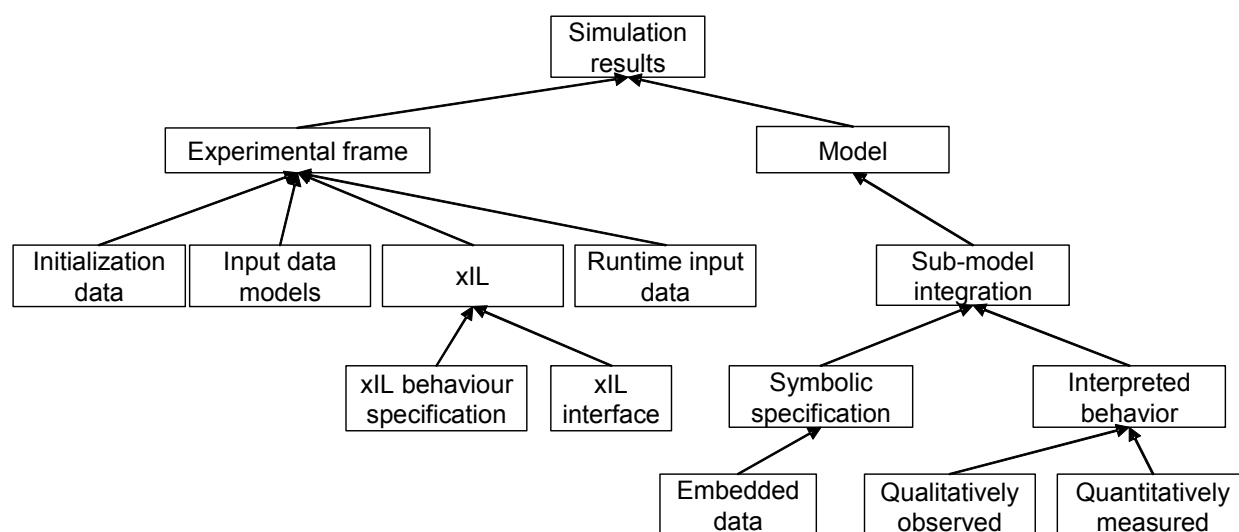 Simulation
results
Experimental frame
Model
Initialization
data
Input data
models
xIL
Runtime input
data
Sub-model
integration
xIL behaviour
specification
xIL
interface
Symbolic
specification
Interpreted
behavior
Embedded
data
Qualitatively
observed
Quantitatively
measured